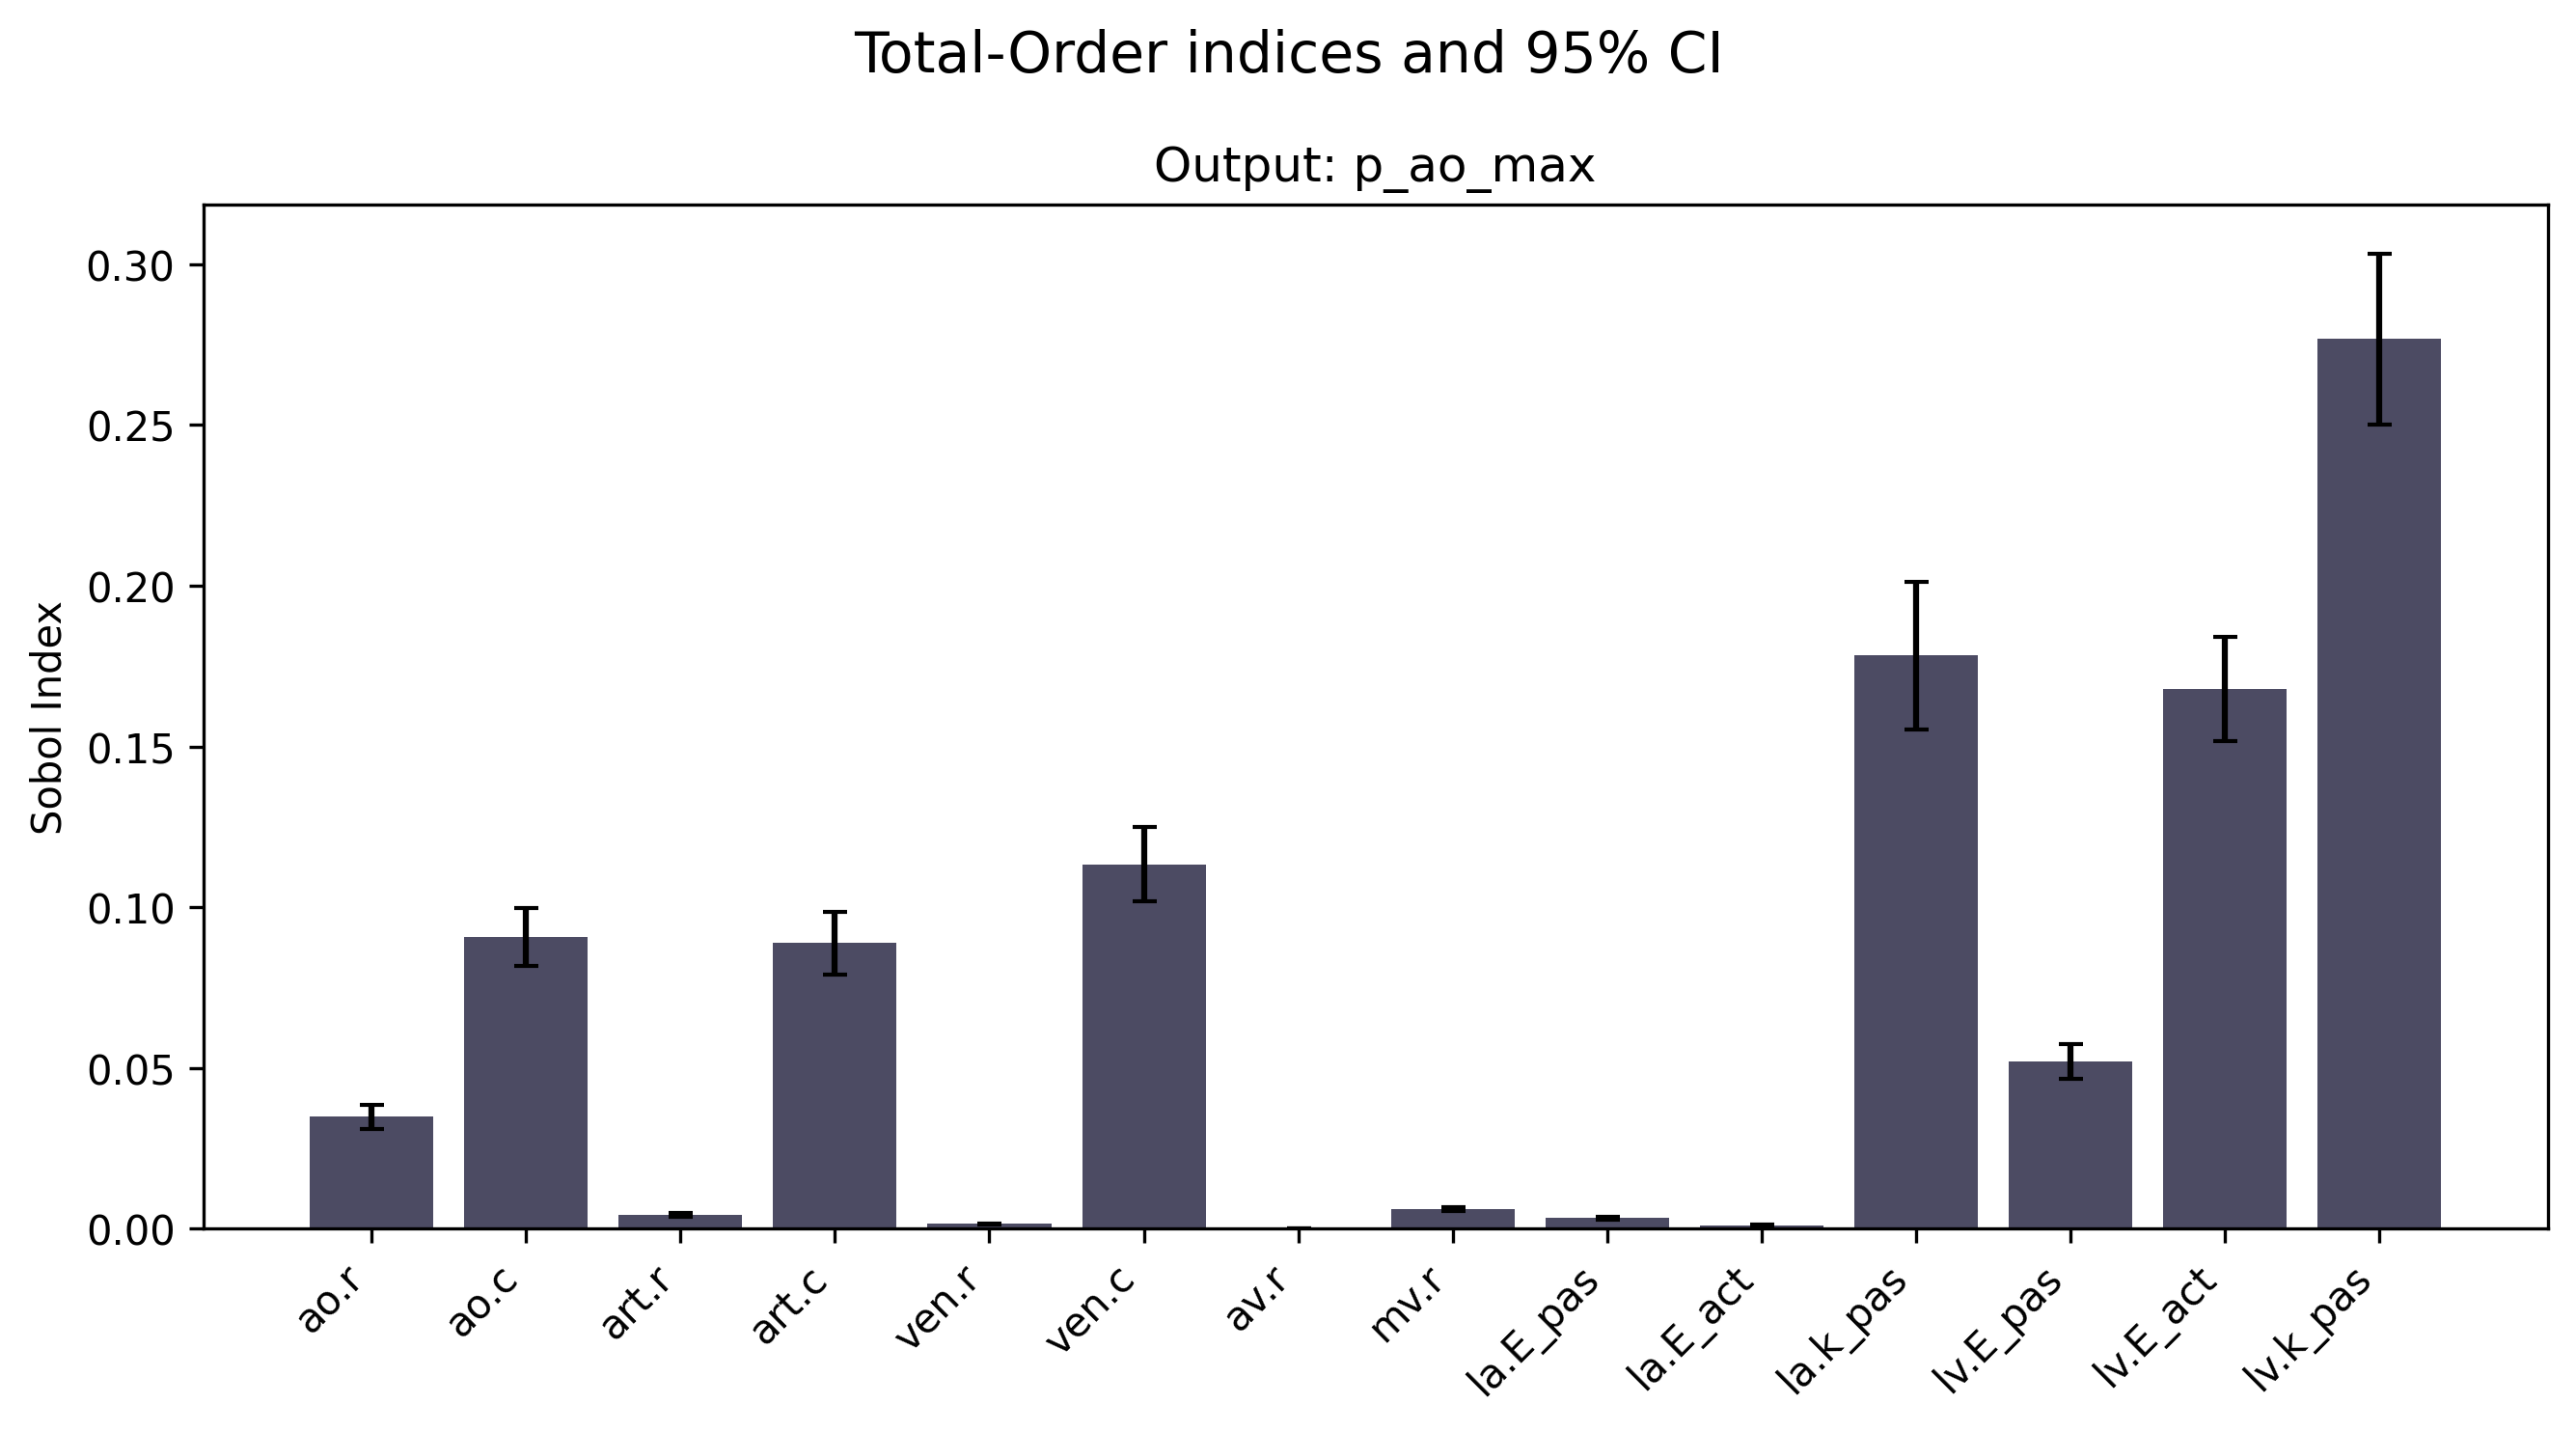 Total-Order indices and 95% CI
Output: p_ao_max
Sobol Index
0.30
0.25
0.20
0.15
0.10
0.05
0.00
ao.r
ao.c
art.r
art.c
ven.r
ven.c
av.r
mv.r
la.E_pas
la.E_act
la.k_pas
lv.E_pas
lv.E_act
lv.k_pas